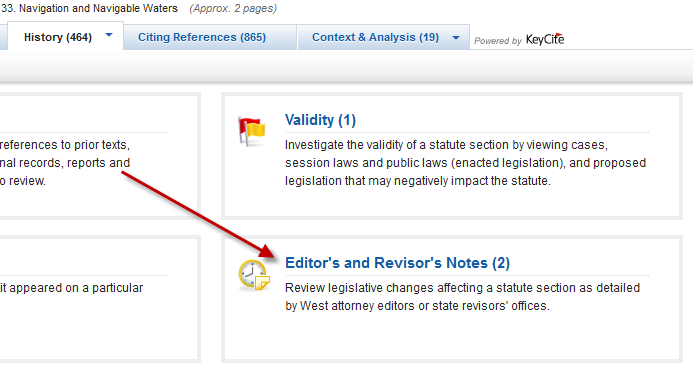 33. Navigation and Navigable Waters (Approx. 2 pages)
History (464) Citing References (865) Context & Analysis (19) Powered by KeyCite
references to prior texts,
nal records, reports and
o review.
Validity (1)
Investigate the validity of a statute section by viewing cases,
session laws and public laws (enacted legislation), and proposed
legislation that may negatively impact the statute.
it appeared on a particular
Editor's and Revisor's Notes (2)
Review legislative changes affecting a statute section as detailed
by West attorney editors or state revisors' offices.